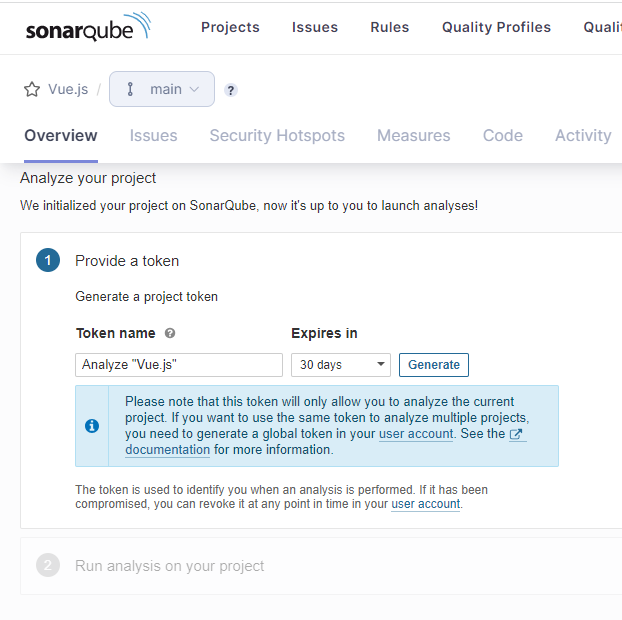 sonarqube
Projects Issues Rules Quality Profiles Quali
Vue.js / main ?
Overview Issues Security Hotspots Measures Code Activity
Analyze your project
We initialized your project on SonarQube, now it's up to you to launch analyses!
1 Provide a token
Generate a project token
Token name ? Expires in
Analyze "Vue.js" 30 days Generate
Please note that this token will only allow you to analyze the current
project. If you want to use the same token to analyze multiple projects,
you need to generate a global token in your user account. See the
documentation for more information.
The token is used to identify you when an analysis is performed. If it has been
compromised, you can revoke it at any point in time in your user account.
2 Run analysis on your project